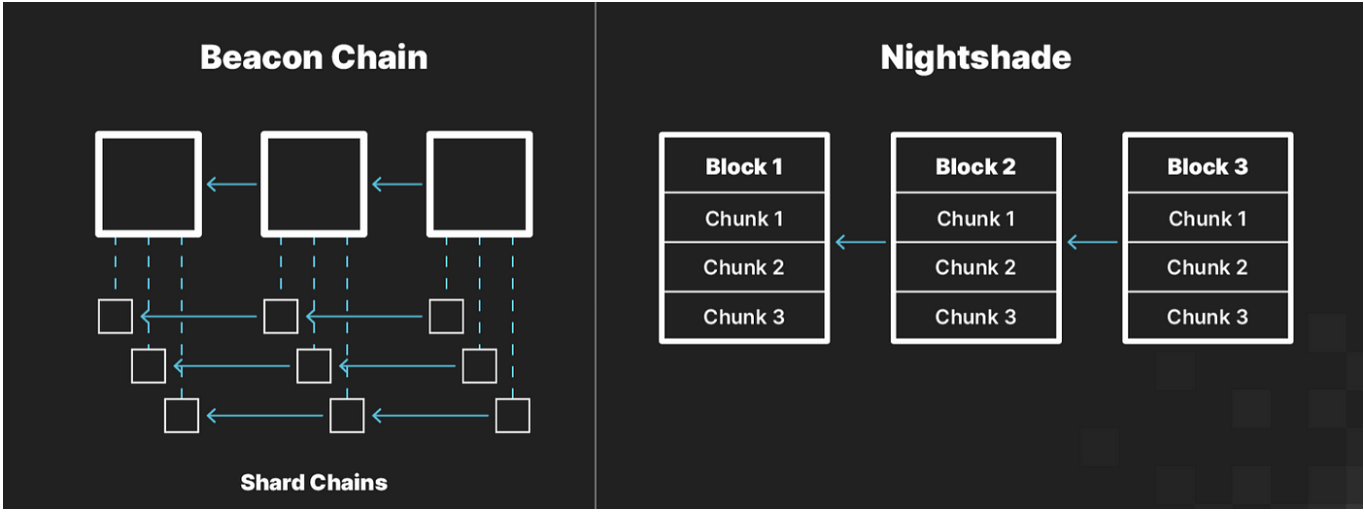 Beacon Chain
Shard Chains
Nightshade
Block 1
Chunk 1
Chunk 2
Chunk 3
Block 2
Chunk 1
Chunk 2
Chunk 3
Block 3
Chunk 1
Chunk 2
Chunk 3